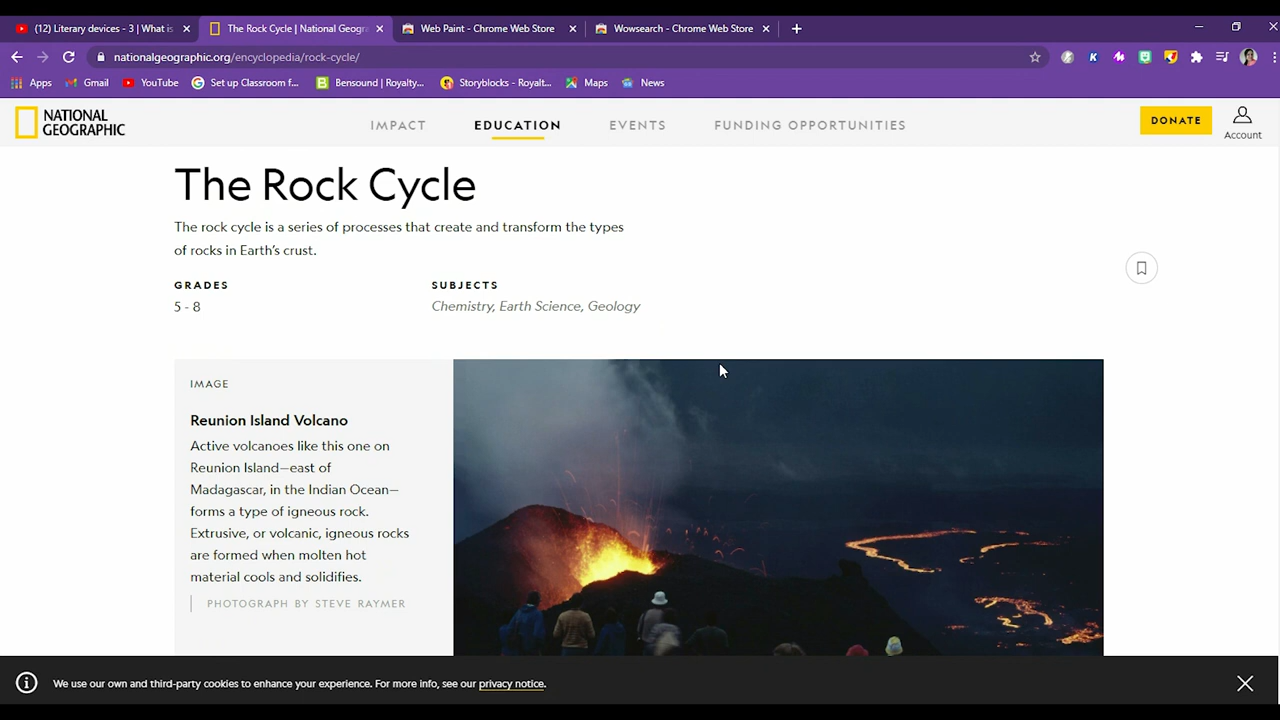 (12) Literary devices - 3 | What is
The Rock Cycle | National Geogra
Web Paint - Chrome Web Store
Wowsearch - Chrome Web Store
nationalgeographic.org/encyclopedia/rock-cycle/
Apps
Gmail
YouTube
Set up Classroom f...
Bensound | Royalty...
Storyblocks - Royalt...
Maps
News
NATIONAL
GEOGRAPHIC
IMPACT
EDUCATION
EVENTS
FUNDING OPPORTUNITIES
DONATE
Account
The Rock Cycle
The rock cycle is a series of processes that create and transform the types
of rocks in Earth's crust.
GRADES
5 - 8
SUBJECTS
Chemistry, Earth Science, Geology
IMAGE
Reunion Island Volcano
Active volcanoes like this one on
Reunion Island—east of
Madagascar, in the Indian Ocean—
forms a type of igneous rock.
Extrusive, or volcanic, igneous rocks
are formed when molten hot
material cools and solidifies.
PHOTOGRAPH BY STEVE RAYMER
We use our own and third-party cookies to enhance your experience. For more info, see our privacy notice.